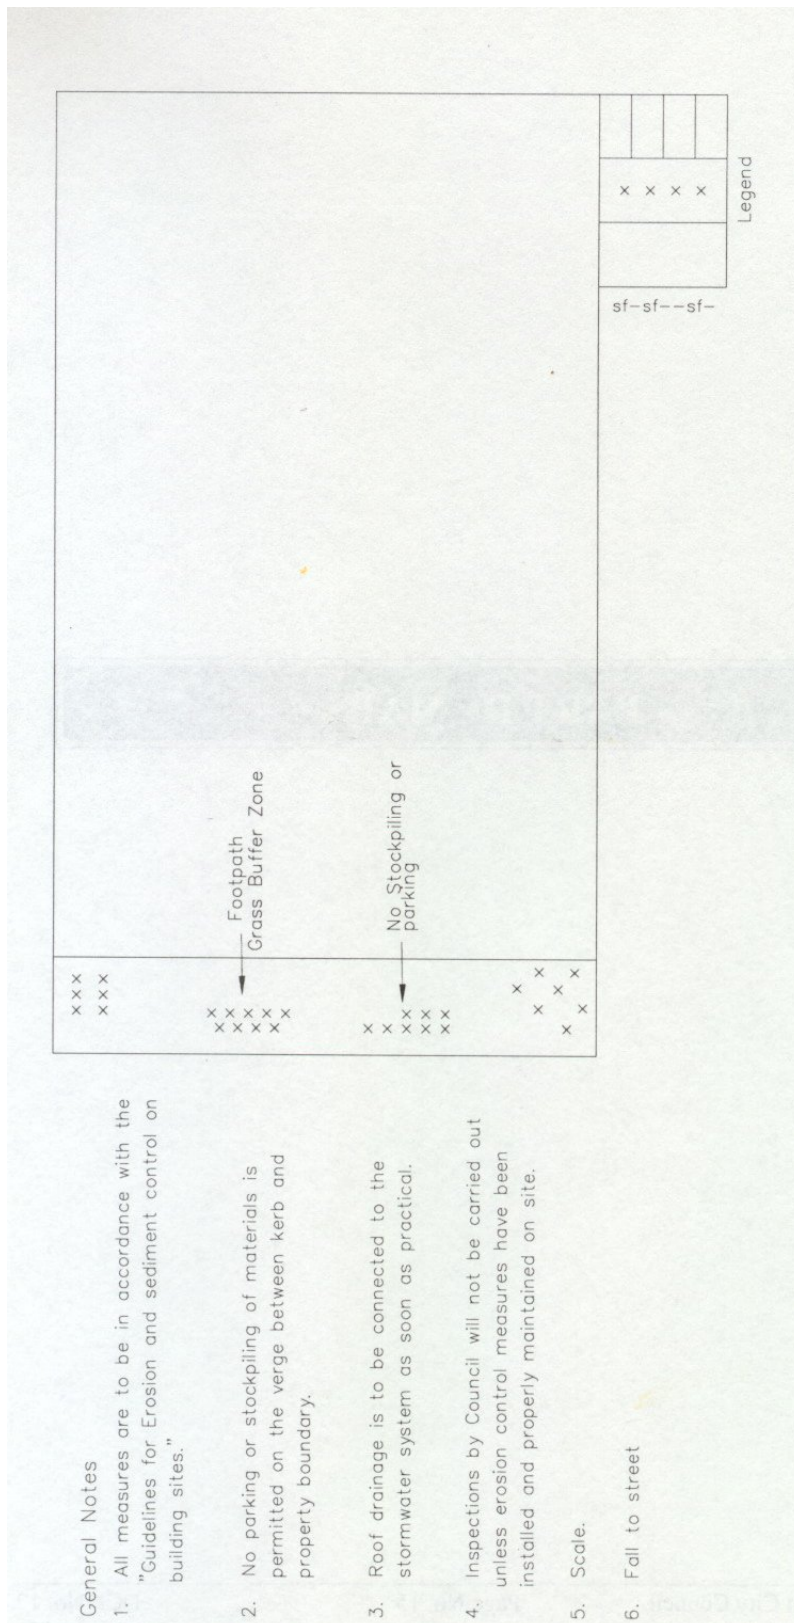 General Notes
1. All measures are to be in accordance with the
"Guidelines for Erosion and sediment control on
building sites."
2. No parking or stockpiling of materials is
permitted on the verge between kerb and
property boundary.
3. Roof drainage is to be connected to the
stormwater system as soon as practical.
4. Inspections by Council will not be carried out
unless erosion control measures have been
installed and properly maintained on site.
5. Scale.
6. Fall to street
Footpath
Grass Buffer Zone
No Stockpiling or
parking
sf-sf--sf-
Legend